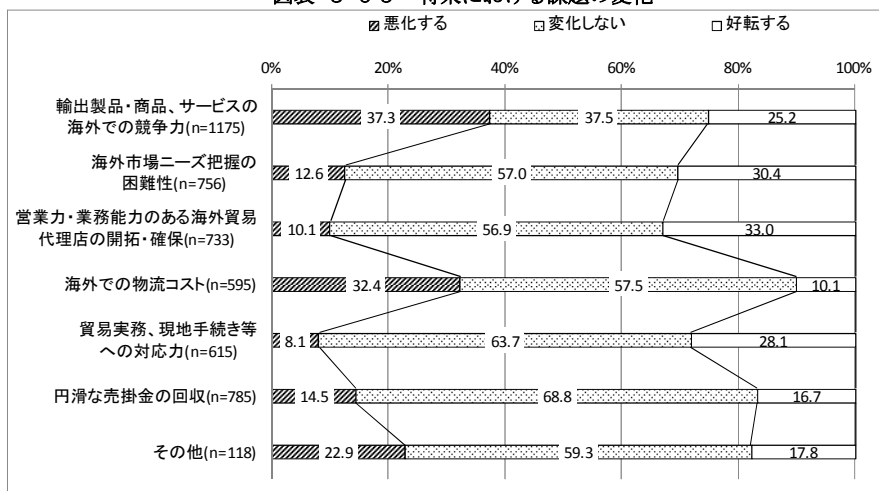 悪化する 変化しない 好転する
0% 20% 40% 60% 80% 100%
輸出製品・商品、サービスの
海外での競争力(n=1175)
37.3 37.5 25.2
海外市場ニーズ把握の
困難性(n=756)
12.6 57.0 30.4
営業力・業務能力のある海外貿易
代理店の開拓・確保(n=733)
10.1 56.9 33.0
海外での物流コスト(n=595)
32.4 57.5 10.1
貿易実務、現地手続き等
への対応力(n=615)
8.1 63.7 28.1
円滑な売掛金の回収(n=785)
14.5 68.8 16.7
その他(n=118)
22.9 59.3 17.8